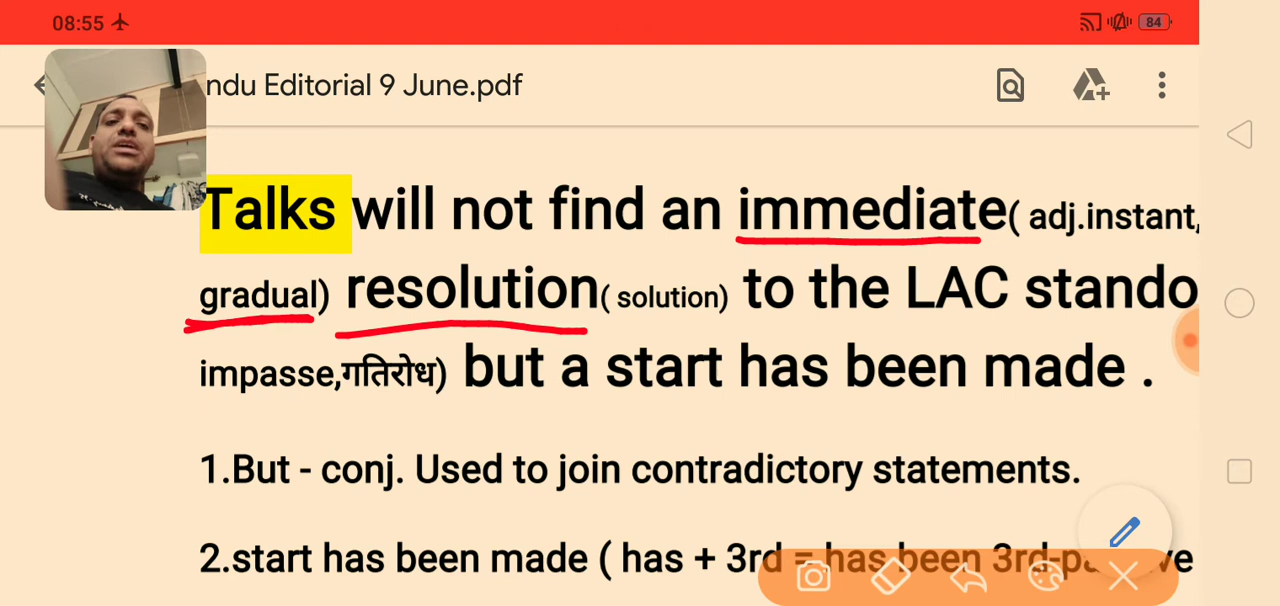 08:55
84
ndu Editorial 9 June.pdf
Talks will not find an immediate( adj.instant,
gradual) resolution( solution) to the LAC stando
impasse,गतिरोध) but a start has been made .
1.But - conj. Used to join contradictory statements.
2.start has been made ( has + 3rd = has been 3rd-pa ve